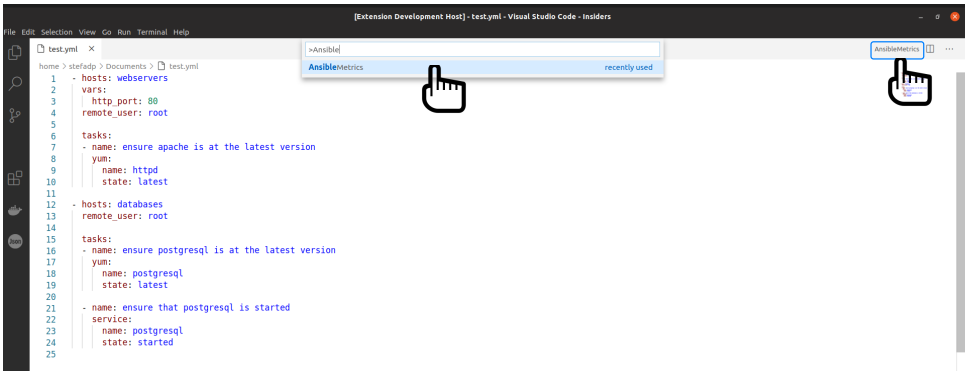 [Extension Development Host] - test.yml - Visual Studio Code - Insiders
File Edit Selection View Go Run Terminal Help
test.yml
>Ansible
AnsibleMetrics
home > stefadp > Documents > test.yml
AnsibleMetrics recently used
1 - hosts: webservers
2 vars:
3 http_port: 80
4 remote_user: root
5
6 tasks:
7 - name: ensure apache is at the latest version
8 yum:
9 name: httpd
10 state: latest
11
12 - hosts: databases
13 remote_user: root
14
15 tasks:
16 - name: ensure postgresql is at the latest version
17 yum:
18 name: postgresql
19 state: latest
20
21 - name: ensure that postgresql is started
22 service:
23 name: postgresql
24 state: started
25
Json